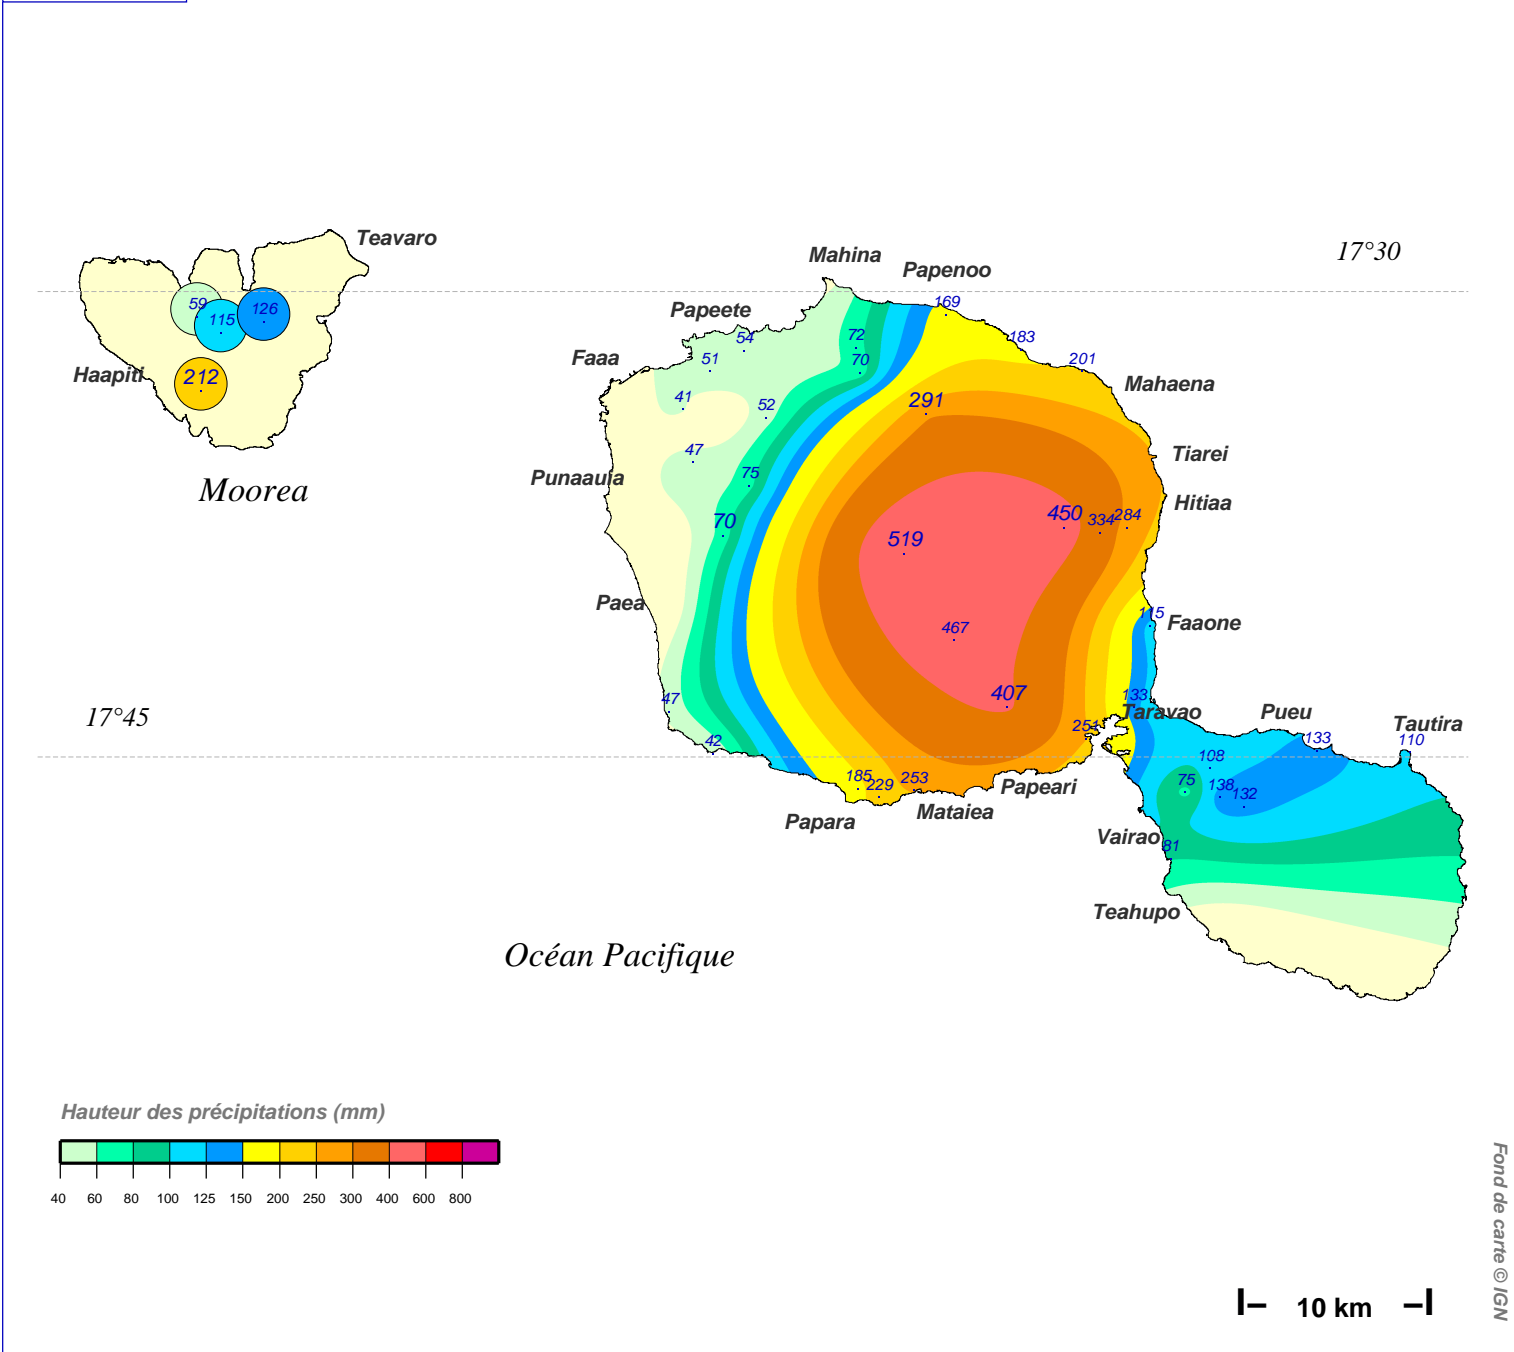 Teavaro
17°30
Mahina
Papenoo
59
126
115
169
Papeete
183
54
72
Faaa
51
70
201
Haapiti
212
Mahaena
41
52
291
47
Tiarei
Punaauia
75
Moorea
Hitiaa
70
450
334
284
519
Paea
115
Faaone
467
407
133
47
17°45
Taravao
Pueu
251
Tautira
42
133
110
108
185
229
253
75
138
132
Papeari
Mataiea
Papara
Vairao
81
Teahupo
Océan Pacifique
Hauteur des précipitations (mm)
40 60 80 100 125 150 200 250 300 400 600 800
Fond de carte © IGN
10 km